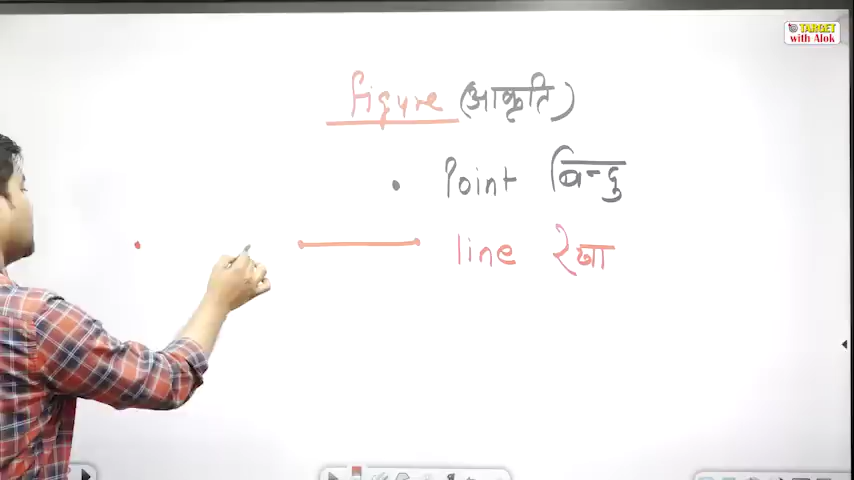 TARGET
with Alok
Figure (आकृति)
Point बिन्दु
line रेखा